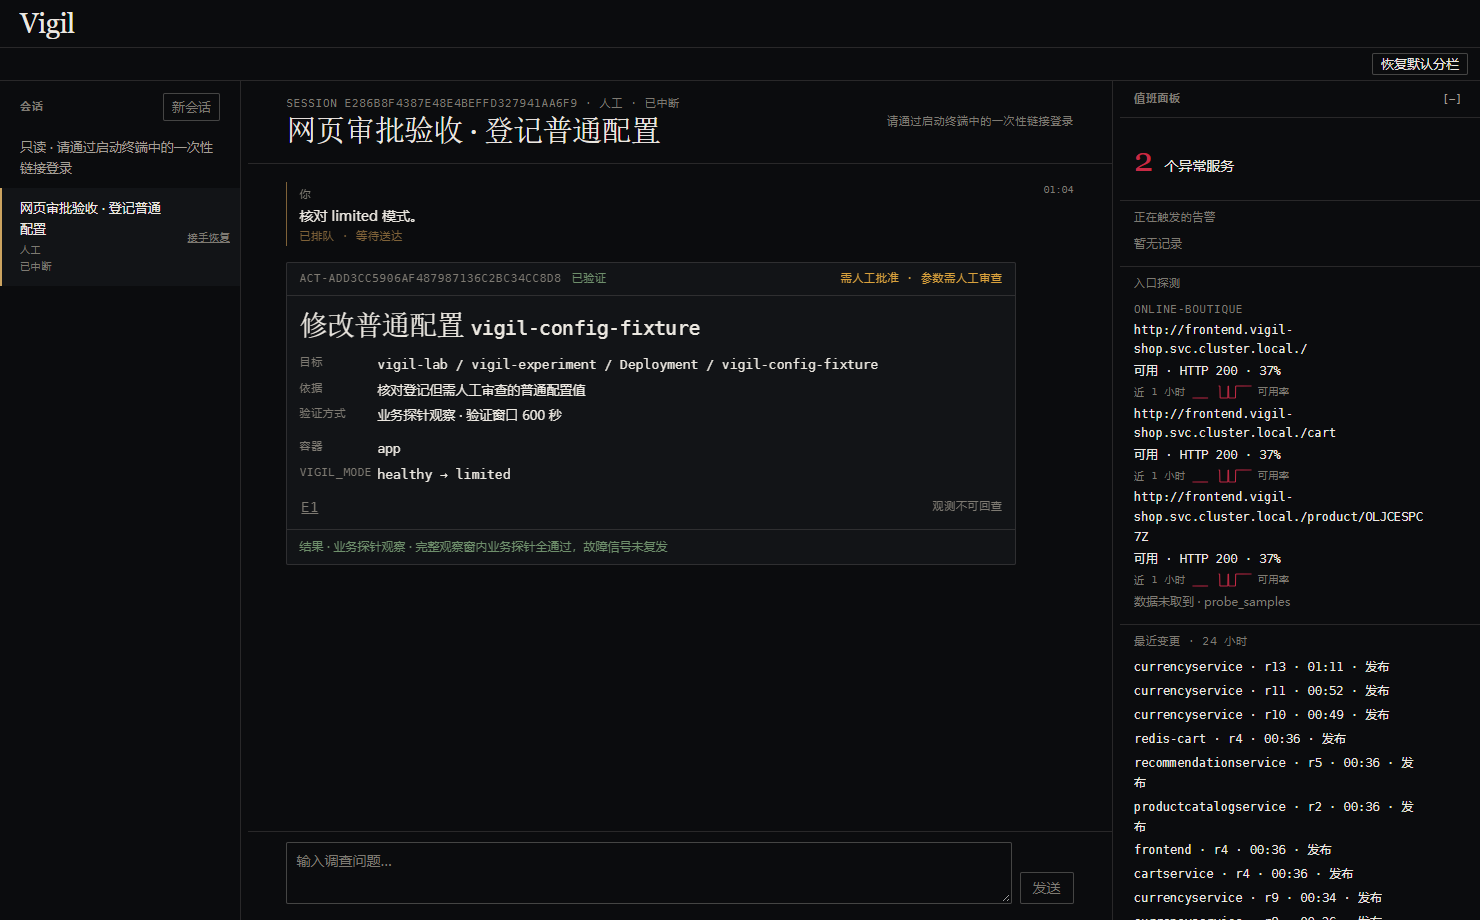 Vigil
恢复默认分栏
会话
新会话
只读 · 请通过启动终端中的一次性
链接登录
网页审批验收 · 登记普通
配置
人工
已中断
接手恢复
SESSION E286B8F4387E48E4BEFFD327941AA6F9 · 人工 · 已中断
网页审批验收 · 登记普通配置
请通过启动终端中的一次性链接登录
你
01:04
核对 limited 模式。
已排队 · 等待送达
ACT-ADD3CC5906AF487987136C2BC34CC8D8 已验证
需人工批准 · 参数需人工审查
修改普通配置 vigil-config-fixture
目标 vigil-lab / vigil-experiment / Deployment / vigil-config-fixture
依据 核对登记但需人工审查的普通配置值
验证方式 业务探针观察 · 验证窗口 600 秒
容器 app
VIGIL_MODE healthy → limited
E1
观测不可回查
结果 · 业务探针观察 · 完整观察窗内业务探针全通过，故障信号未复发
输入调查问题...
发送
值班面板
[−]
2 个异常服务
正在触发的告警
暂无记录
入口探测
ONLINE-BOUTIQUE
http://frontend.vigil-
shop.svc.cluster.local./
可用 · HTTP 200 · 37%
近 1 小时 可用率
http://frontend.vigil-
shop.svc.cluster.local./cart
可用 · HTTP 200 · 37%
近 1 小时 可用率
http://frontend.vigil-
shop.svc.cluster.local./product/OLJCESPC
7Z
可用 · HTTP 200 · 37%
近 1 小时 可用率
数据未取到 · probe_samples
最近变更 · 24 小时
currencyservice · r13 · 01:11 · 发布
currencyservice · r11 · 00:52 · 发布
currencyservice · r10 · 00:49 · 发布
redis-cart · r4 · 00:36 · 发布
recommendationservice · r5 · 00:36 · 发
布
productcatalogservice · r2 · 00:36 · 发
布
frontend · r4 · 00:36 · 发布
cartservice · r4 · 00:36 · 发布
currencyservice · r9 · 00:34 · 发布